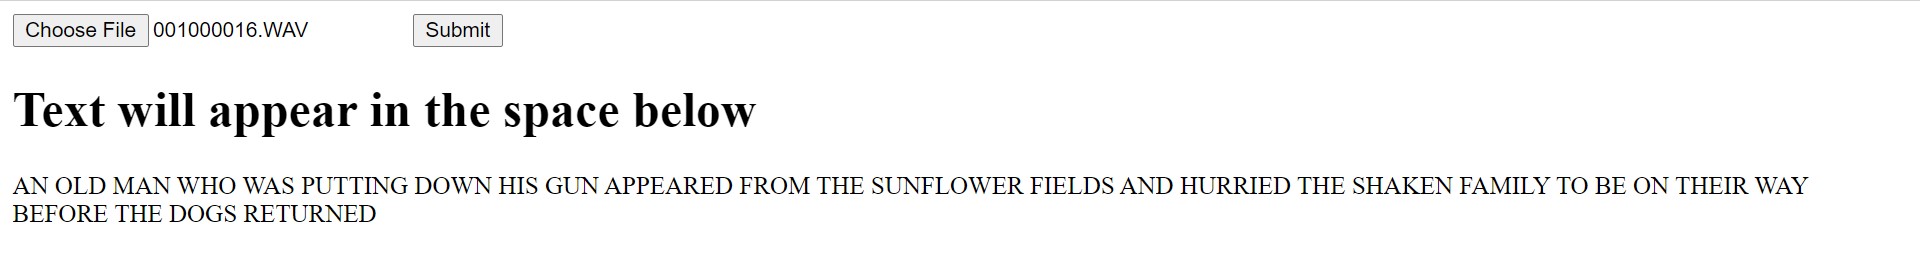 Choose File 001000016.WAV Submit
Text will appear in the space below
AN OLD MAN WHO WAS PUTTING DOWN HIS GUN APPEARED FROM THE SUNFLOWER FIELDS AND HURRIED THE SHAKEN FAMILY TO BE ON THEIR WAY
BEFORE THE DOGS RETURNED